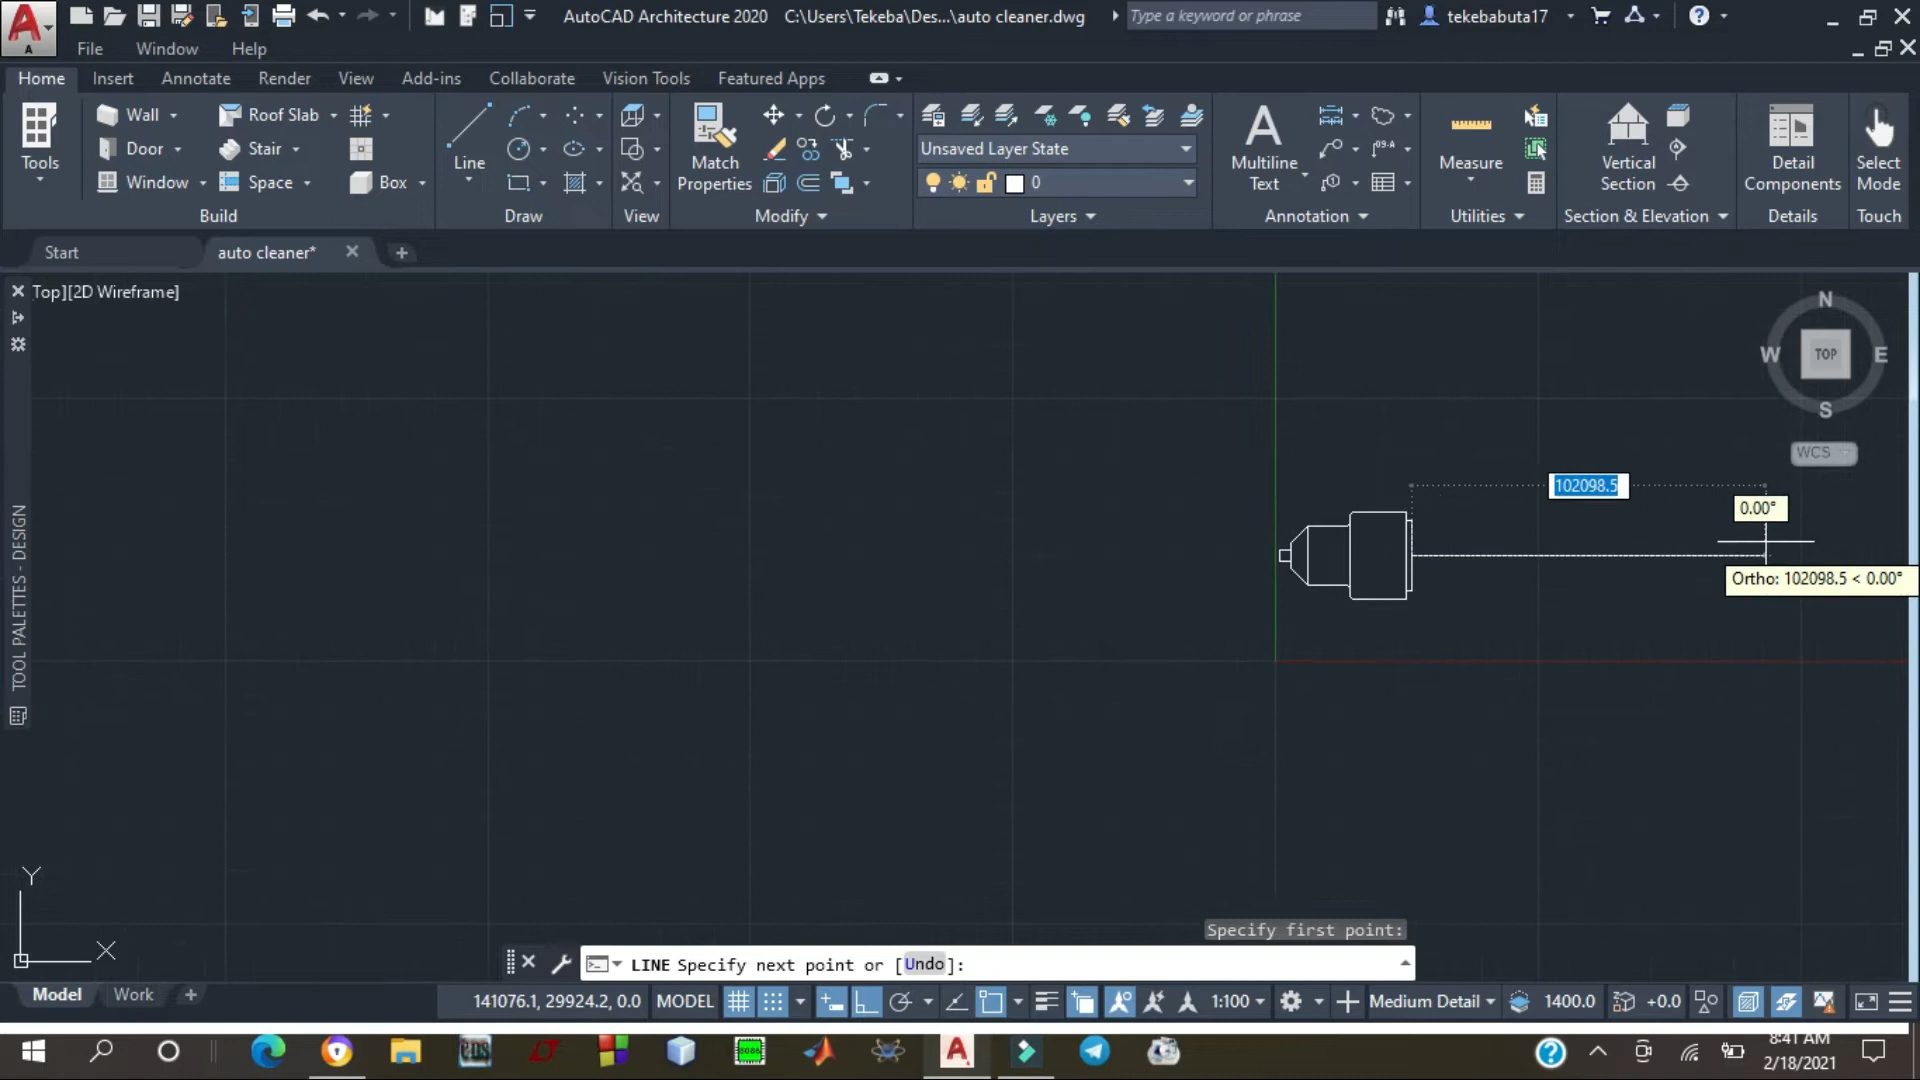 AutoCAD Architecture 2020 C:\Users\Tekeba\Des...\auto cleaner.dwg Type a keyword or phrase tekebabuta17
A
File Window Help
Home Insert Annotate Render View Add-ins Collaborate Vision Tools Featured Apps
Tools
Wall Roof Slab
Door Stair
Window Space Box
Build
Line
Draw
View
Match Properties
Modify
Unsaved Layer State
0
Layers
A
Multiline Text
Annotation
Measure
Utilities
Vertical Section
Section & Elevation
Detail Components
Details
Select Mode
Touch
Start auto cleaner*
Top][2D Wireframe]
N
W TOP E
S
WCS
102098.5
0.00°
Ortho: 102098.5 < 0.00°
TOOL PALETTES - DESIGN
Y
X
Specify first point:
LINE Specify next point or [Undo]:
Model Work
141076.1, 29924.2, 0.0 MODEL 1:100 Medium Detail 1400.0 +0.0
8:41 AM
2/18/2021